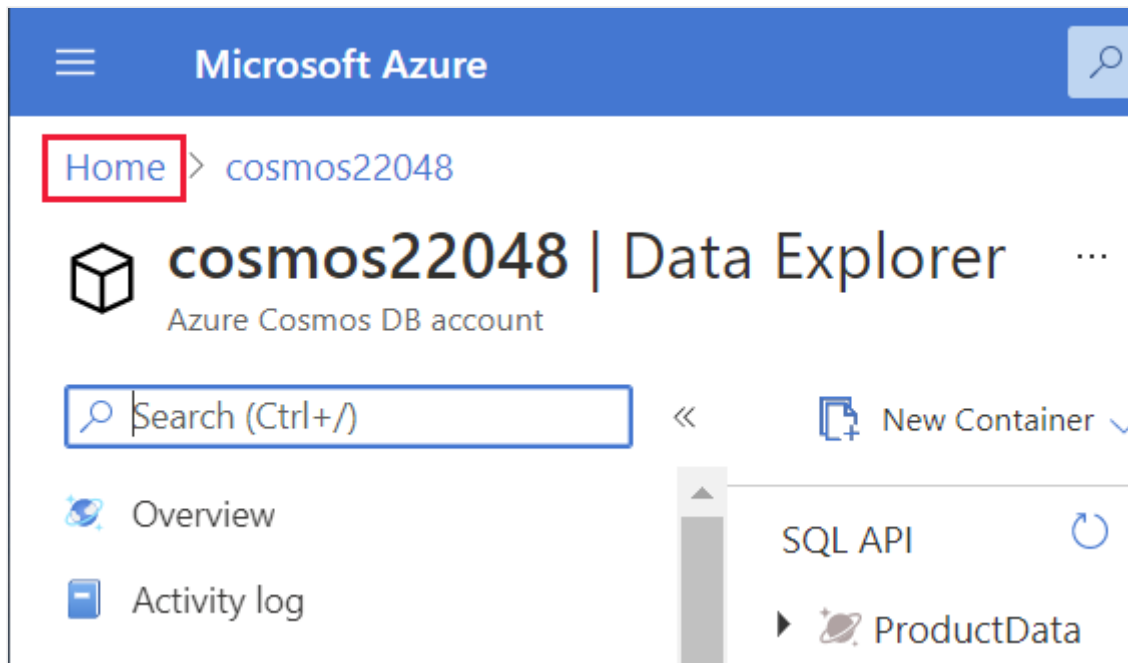 Microsoft Azure
Home > cosmos22048
cosmos22048 | Data Explorer ...
Azure Cosmos DB account
Search (Ctrl+/)
New Container
Overview
SQL API
Activity log
ProductData